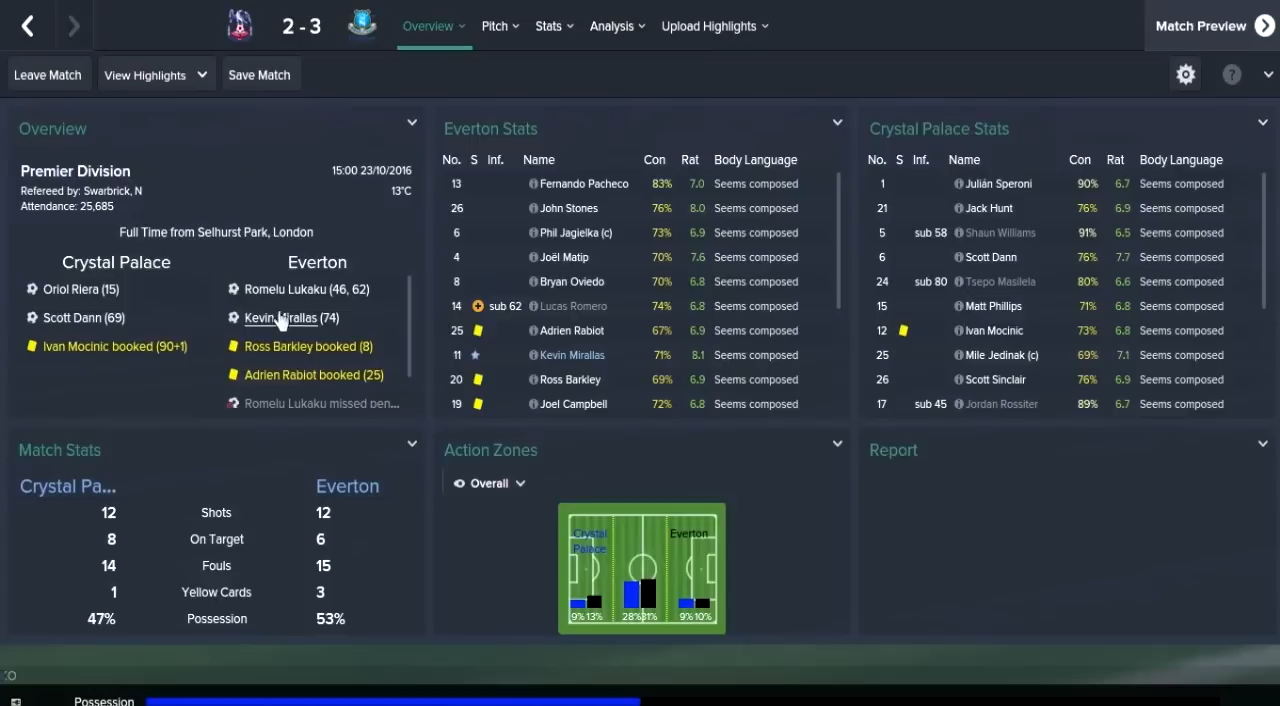 2 - 3
Overview
Pitch
Stats
Analysis
Upload Highlights
Match Preview
Leave Match
View Highlights
Save Match
?
Overview
Premier Division
15:00 23/10/2016
Refereed by: Swarbrick, N
13°C
Attendance: 25,685
Full Time from Selhurst Park, London
Crystal Palace
Everton
Oriol Riera (15)
Romelu Lukaku (46, 62)
Scott Dann (69)
Kevin Mirallas (74)
Ivan Mocinic booked (90+1)
Ross Barkley booked (8)
Adrien Rabiot booked (25)
Romelu Lukaku missed pen...
Everton Stats
No. S Inf. Name Con Rat Body Language
13 Fernando Pacheco 83% 7.0 Seems composed
26 John Stones 76% 8.0 Seems composed
6 Phil Jagielka (c) 73% 6.9 Seems composed
4 Joël Matip 70% 7.6 Seems composed
8 Bryan Oviedo 70% 6.8 Seems composed
14 sub 62 Lucas Romero 74% 6.8 Seems composed
25 Adrien Rabiot 67% 6.9 Seems composed
11 Kevin Mirallas 71% 8.1 Seems composed
20 Ross Barkley 69% 6.9 Seems composed
19 Joel Campbell 72% 6.8 Seems composed
Crystal Palace Stats
No. S Inf. Name Con Rat Body Language
1 Julián Speroni 90% 6.7 Seems composed
21 Jack Hunt 76% 6.9 Seems composed
5 sub 58 Shaun Williams 91% 6.5 Seems composed
6 Scott Dann 76% 7.7 Seems composed
24 sub 80 Tsepo Masilela 80% 6.6 Seems composed
15 Matt Phillips 71% 6.8 Seems composed
12 Ivan Mocinic 73% 6.8 Seems composed
25 Mile Jedinak (c) 69% 7.1 Seems composed
26 Scott Sinclair 76% 6.9 Seems composed
17 sub 45 Jordan Rossiter 89% 6.7 Seems composed
Match Stats
Crystal Pa... Everton
12 Shots 12
8 On Target 6
14 Fouls 15
1 Yellow Cards 3
47% Possession 53%
Action Zones
Overall
Crystal
Palace
Everton
9% 13% 28% 31% 9% 10%
Report
Possession